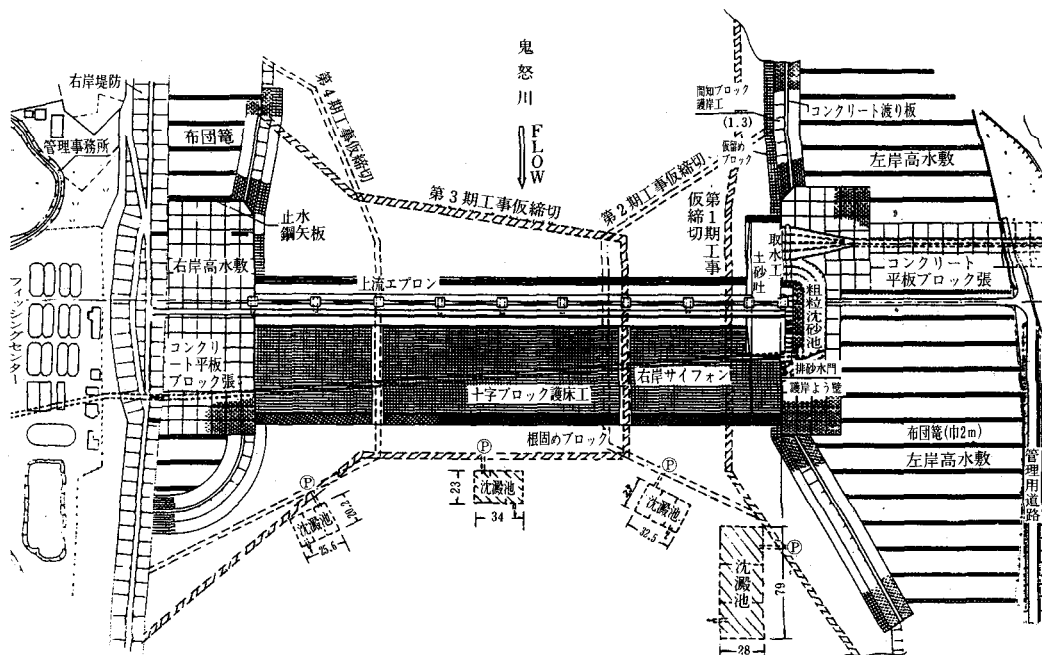 鬼怒川
FLOW
右岸堤防
管理事務所
布団篭
第4期工事仮締切
第3期工事仮締切
第2期工事仮締切
第1期工事
仮締切
間知ブロック
護岸工
(1.3)
仮留め
ブロック
コンクリート渡り板
左岸高水敷
止水
鋼矢板
右岸高水敷
上流エプロン
土砂吐
取水工
粗粒沈砂池
コンクリート
平板ブロック張
フィッシングセンター
コンクリ
ート平板
ブロック張
十字ブロック護床工
右岸サイフォン
排砂水門
護岸よう壁
根固めブロック
布団篭(巾2m)
左岸高水敷
管理用道路
P
沈澱池
20.2
25.6
P
沈澱池
23
34
P
沈澱池
32.5
P
沈澱池
79
28